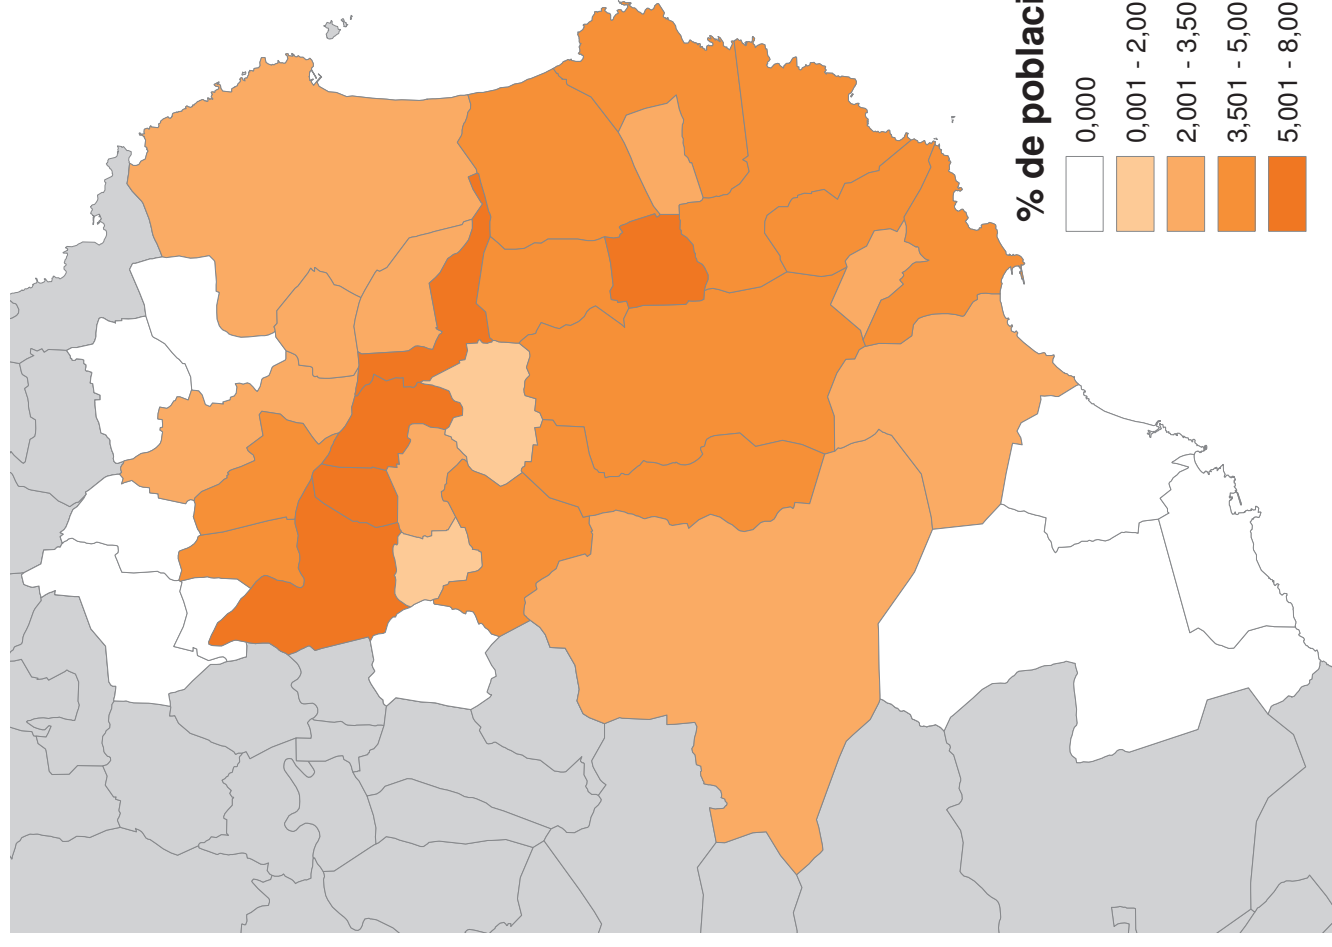 % de poblaci
0,000
0,001 - 2,00
2,001 - 3,50
3,501 - 5,00
5,001 - 8,00